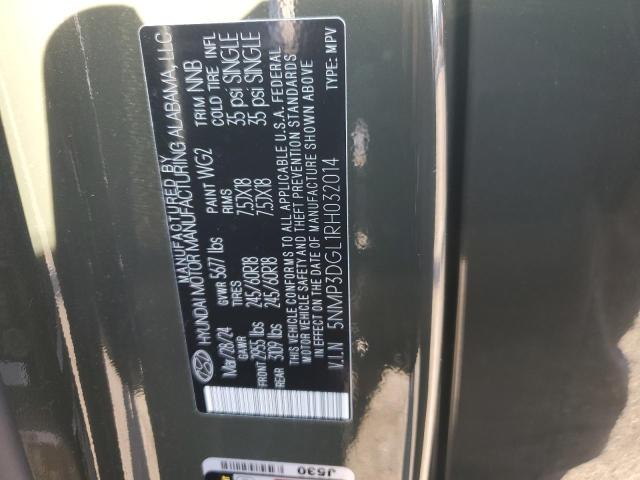 MANUFACTURED BY
HYUNDAI MOTOR MANUFACTURING ALABAMA, LLC
Mar/28/24 GVWR 5677 lbs PAINT WG2 TRIM NNB
GAWR TIRES RIMS COLD TIRE INFL
FRONT 2955 lbs 245/60R18 7.5JX18 35 psi SINGLE
REAR 3109 lbs 245/60R18 7.5JX18 35 psi SINGLE
THIS VEHICLE CONFORMS TO ALL APPLICABLE U.S.A. FEDERAL
MOTOR VEHICLE SAFETY AND THEFT PREVENTION STANDARDS
IN EFFECT ON THE DATE OF MANUFACTURE SHOWN ABOVE
V.I.N 5NMP3DGL1RH032014 TYPE: MPV
J530